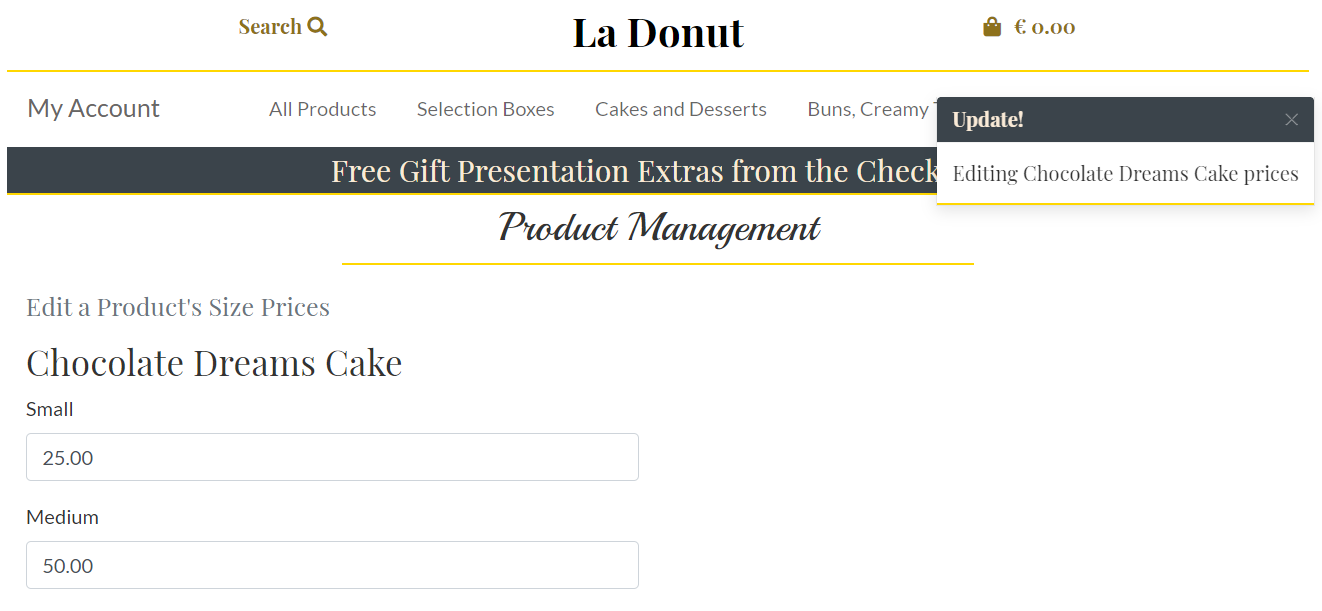 Search
La Donut
€ 0.00
My Account
All Products
Selection Boxes
Cakes and Desserts
Buns, Creamy
Update!
Editing Chocolate Dreams Cake prices
Free Gift Presentation Extras from the Check
Product Management
Edit a Product's Size Prices
Chocolate Dreams Cake
Small
25.00
Medium
50.00